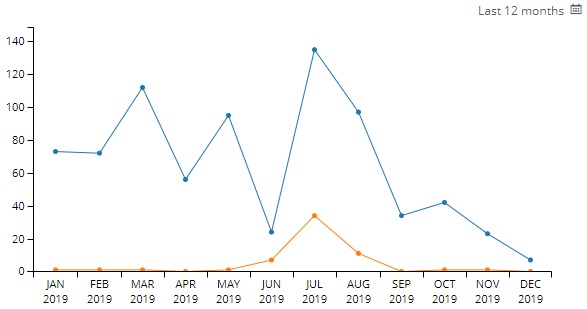 Last 12 months
140
120
100
80
60
40
20
0
JAN FEB MAR APR MAY JUN JUL AUG SEP OCT NOV DEC
2019 2019 2019 2019 2019 2019 2019 2019 2019 2019 2019 2019